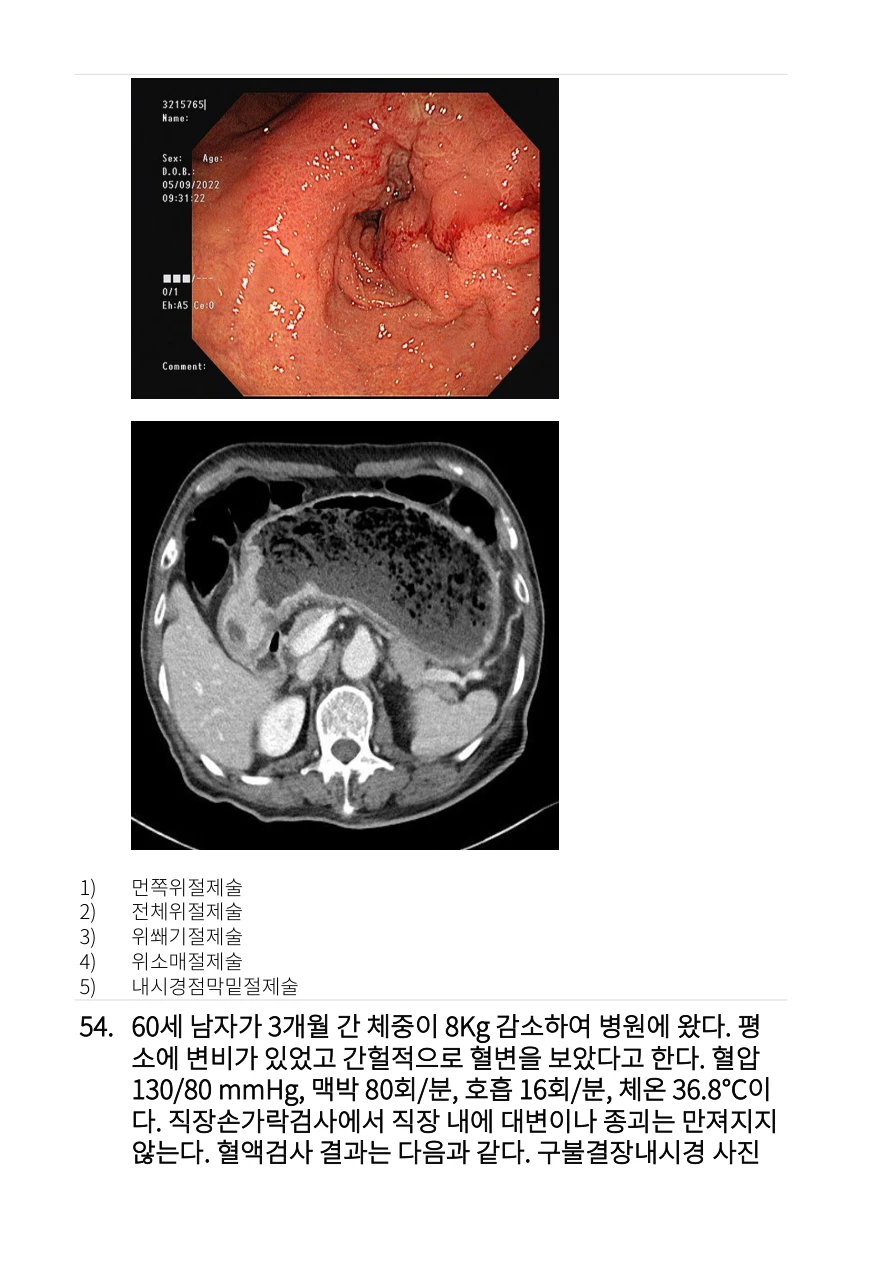 3215765
Name:
Sex: Age:
D.O.B.:
05/09/2022
09:31:22
■■■/---
0/1
Eh:A5 Ce:0
Comment:
1) 먼쪽위절제술
2) 전체위절제술
3) 위쐐기절제술
4) 위소매절제술
5) 내시경점막밑절제술
54. 60세 남자가 3개월 간 체중이 8Kg 감소하여 병원에 왔다. 평
소에 변비가 있었고 간헐적으로 혈변을 보았다고 한다. 혈압
130/80 mmHg, 맥박 80회/분, 호흡 16회/분, 체온 36.8℃이
다. 직장손가락검사에서 직장 내에 대변이나 종괴는 만져지지
않는다. 혈액검사 결과는 다음과 같다. 구불결장내시경 사진